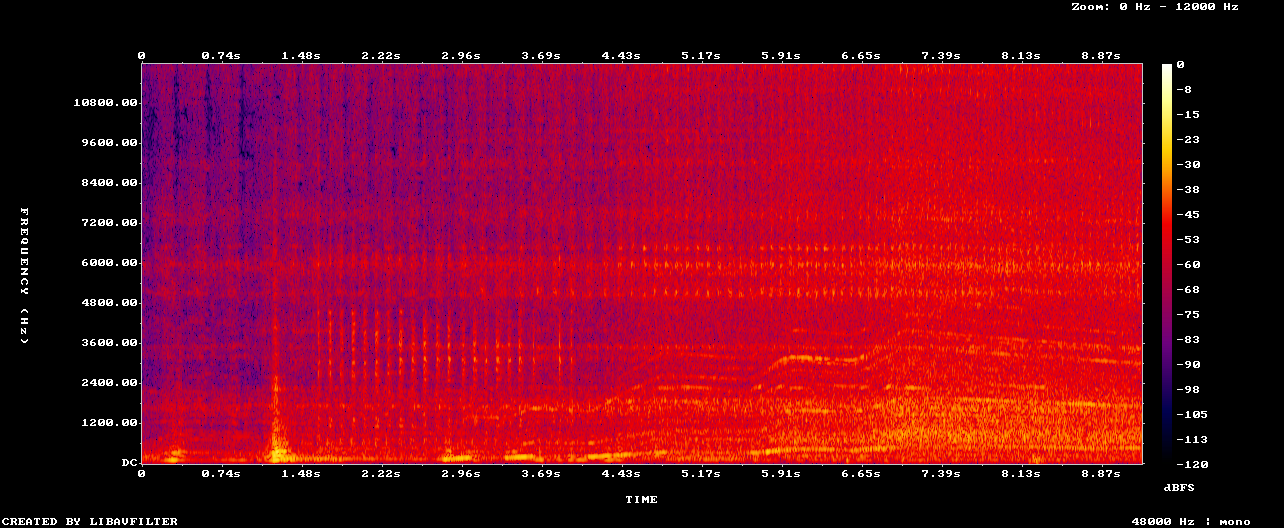 Zoom: 0 Hz - 12000 Hz
0 0.74s 1.48s 2.22s 2.96s 3.69s 4.43s 5.17s 5.91s 6.65s 7.39s 8.13s 8.87s
10800.00
9600.00
8400.00
7200.00
6000.00
4800.00
3600.00
2400.00
1200.00
DC
FREQUENCY (HZ)
0
-8
-15
-23
-30
-38
-45
-53
-60
-68
-75
-83
-90
-98
-105
-113
-120
dBFS
0 0.74s 1.48s 2.22s 2.96s 3.69s 4.43s 5.17s 5.91s 6.65s 7.39s 8.13s 8.87s
TIME
CREATED BY LIBAVFILTER
48000 Hz | mono